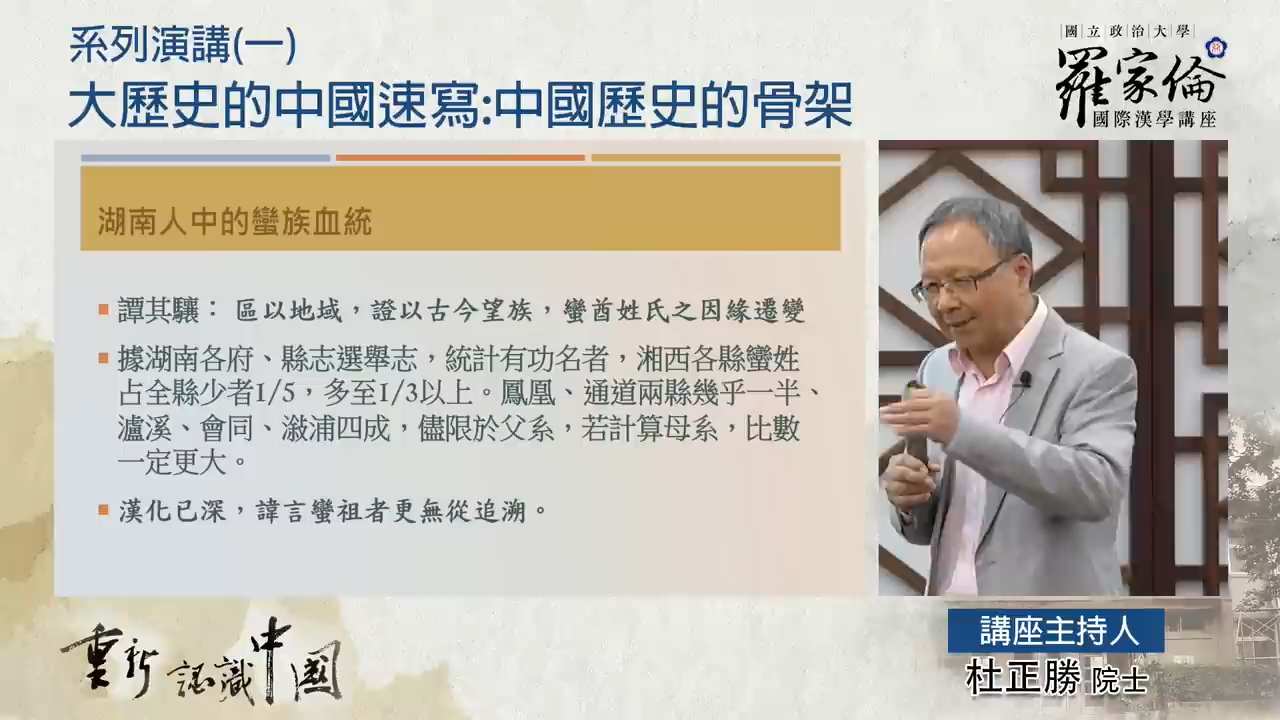 系列演講(一)
大歷史的中國速寫:中國歷史的骨架
國立政治大學
羅家倫
國際漢學講座
湖南人中的蠻族血統
譚其驤： 區以地域，證以古今望族，蠻酋姓氏之因緣遷變
據湖南各府、縣志選舉志，統計有功名者，湘西各縣蠻姓
占全縣少者1/5，多至1/3以上。鳳凰、通道兩縣幾乎一半、
瀘溪、會同、漵浦四成，儘限於父系，若計算母系，比數
一定更大。
漢化已深，諱言蠻祖者更無從追溯。
重新認識中國
講座主持人
杜正勝 院士